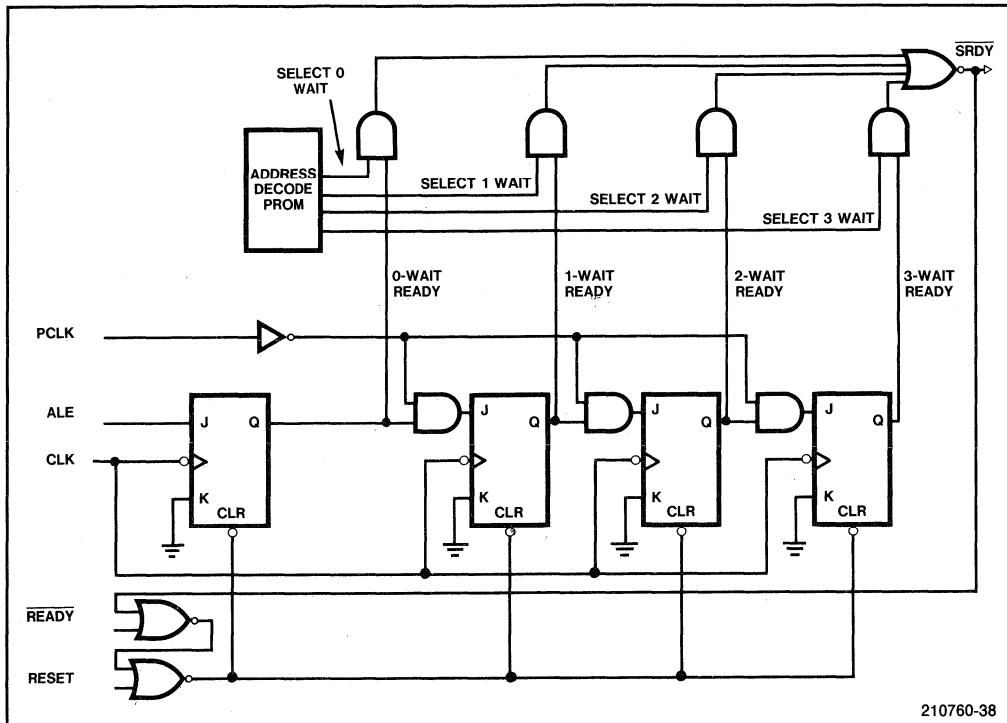 SRDY
SELECT 0
WAIT
ADDRESS
DECODE
PROM
SELECT 1 WAIT
SELECT 2 WAIT
SELECT 3 WAIT
0-WAIT
READY
1-WAIT
READY
2-WAIT
READY
3-WAIT
READY
PCLK
ALE
CLK
J
Q
K
CLR
J
Q
K
CLR
J
Q
K
CLR
J
Q
K
CLR
READY
RESET
210760-38